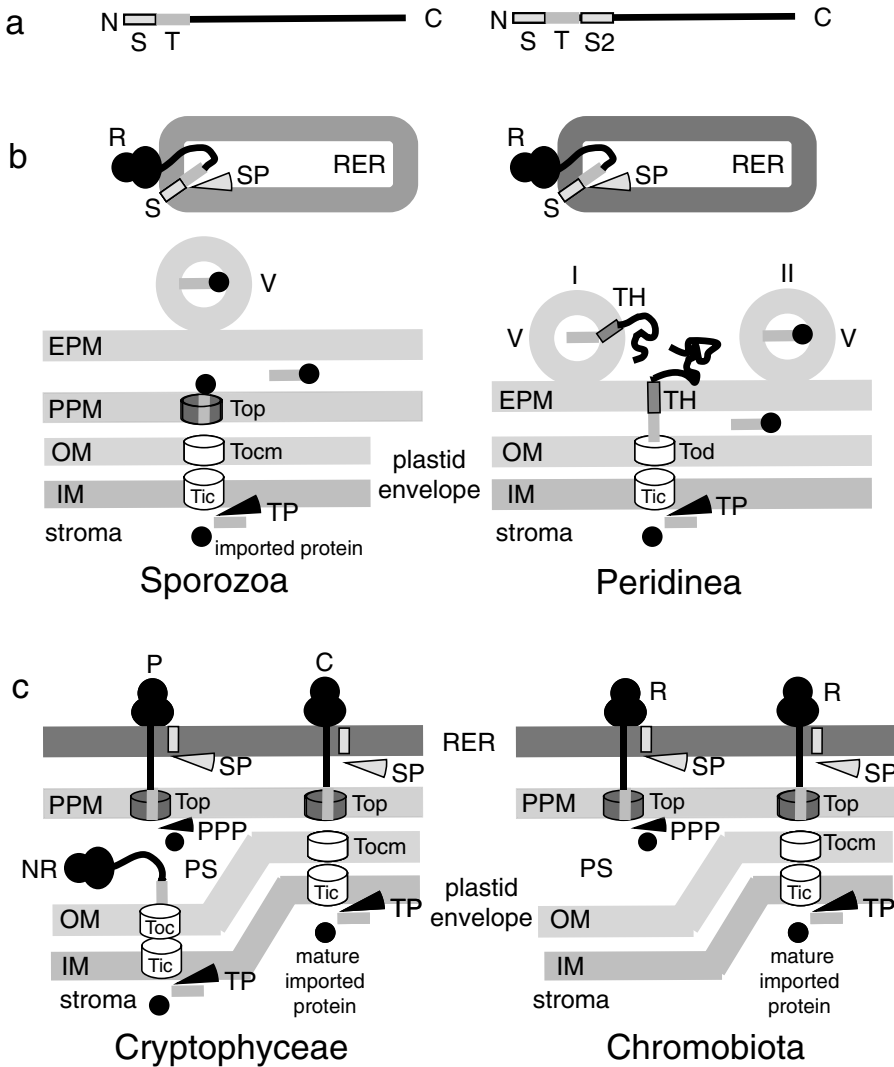 a
N S T C
N S T S2 C
b
R S SP RER
V
EPM
PPM Top
OM Tocm
IM Tic
TP
stroma
imported protein
Sporozoa
plastid
envelope
R S SP RER
I II
V TH V
EPM TH
OM Tod
IM Tic
TP
stroma
Peridinea
c
P C
SP SP
PPM Top Top
PPP
NR PS Tocm
OM Toc Tic
IM Tic TP
TP
stroma
mature
imported
protein
Cryptophyceae
RER
plastid
envelope
R R
SP SP
PPM Top Top
PPP
PS Tocm
OM Tic
IM TP
stroma
mature
imported
protein
Chromobiota